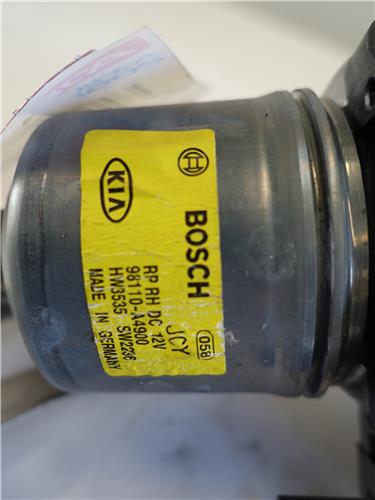 KIA
BOSCH
JCY
058
RP RH DC 12V
98110-A4900
HW3535 SW2236
MADE IN GERMANY